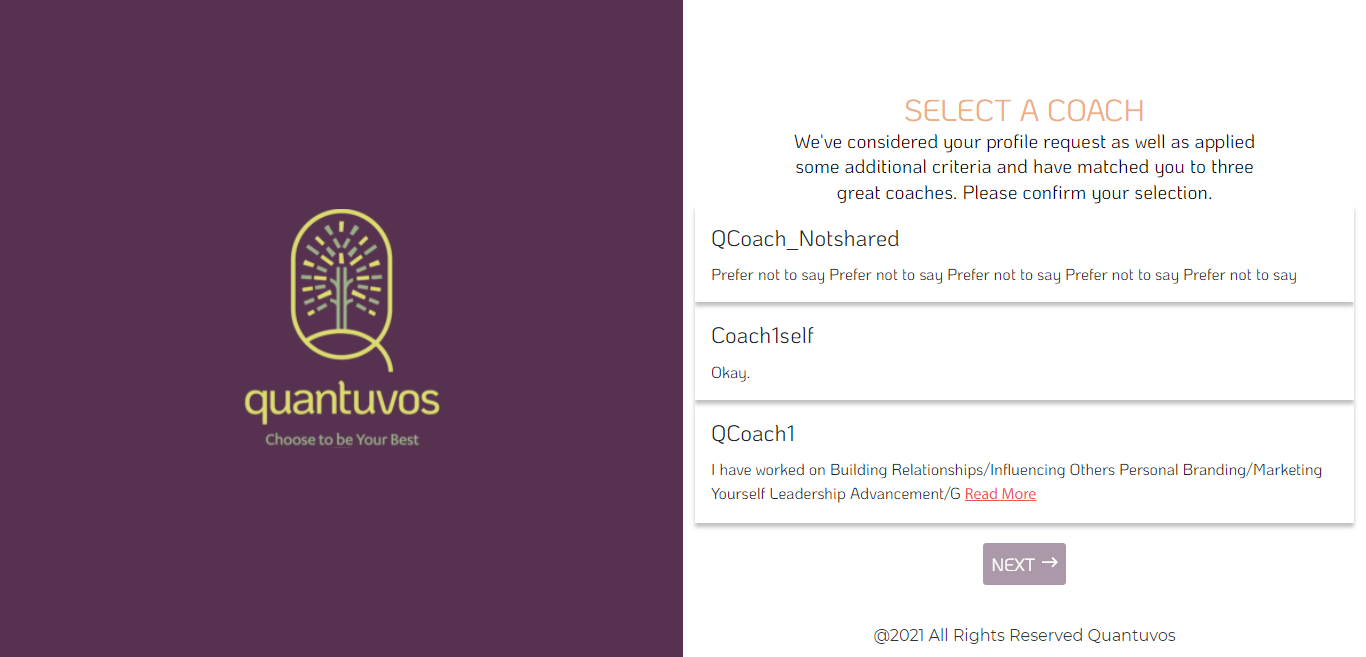 quantuvos
Choose to be Your Best
SELECT A COACH
We've considered your profile request as well as applied
some additional criteria and have matched you to three
great coaches. Please confirm your selection.
QCoach_Notshared
Prefer not to say Prefer not to say Prefer not to say Prefer not to say Prefer not to say
Coach1self
Okay.
QCoach1
I have worked on Building Relationships/Influencing Others Personal Branding/Marketing
Yourself Leadership Advancement/G Read More
NEXT →
@2021 All Rights Reserved Quantuvos